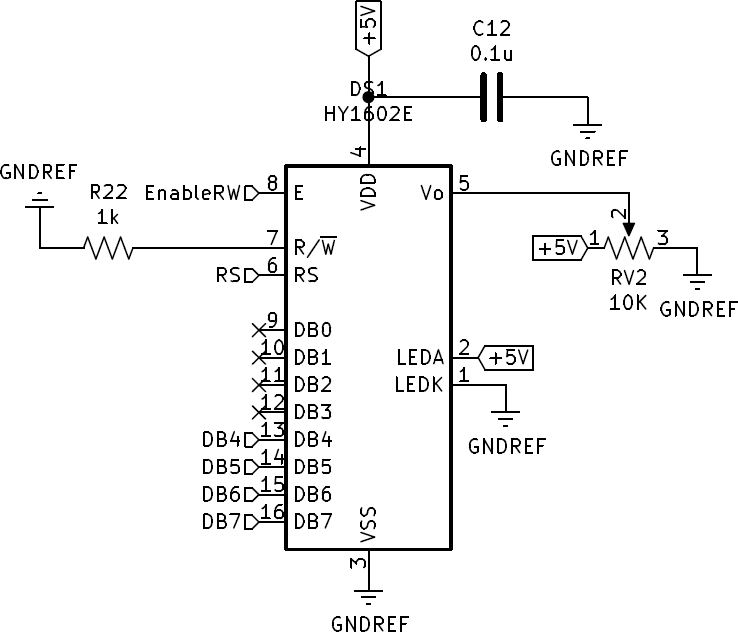 +5V
C12
0.1u
DS1
HY1602E
GNDREF
4
VDD
GNDREF
R22
1k
EnableRW
8
E
Vo
5
2
7
R/W̅
+5V
1
3
RS
6
RS
RV2
10K
GNDREF
9
DB0
10
DB1
LEDA
2
+5V
11
DB2
LEDK
1
12
DB3
DB4
13
DB4
GNDREF
DB5
14
DB5
DB6
15
DB6
DB7
16
DB7
VSS
3
GNDREF